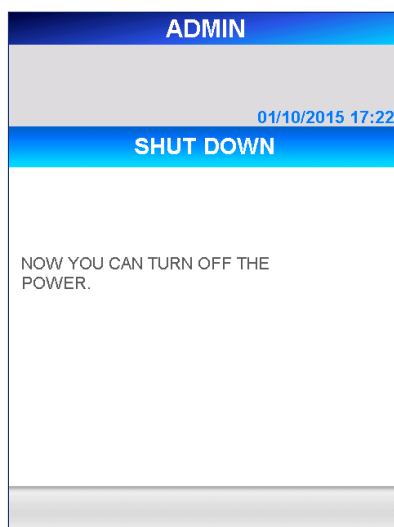 ADMIN
01/10/2015 17:22
SHUT DOWN
NOW YOU CAN TURN OFF THE
POWER.